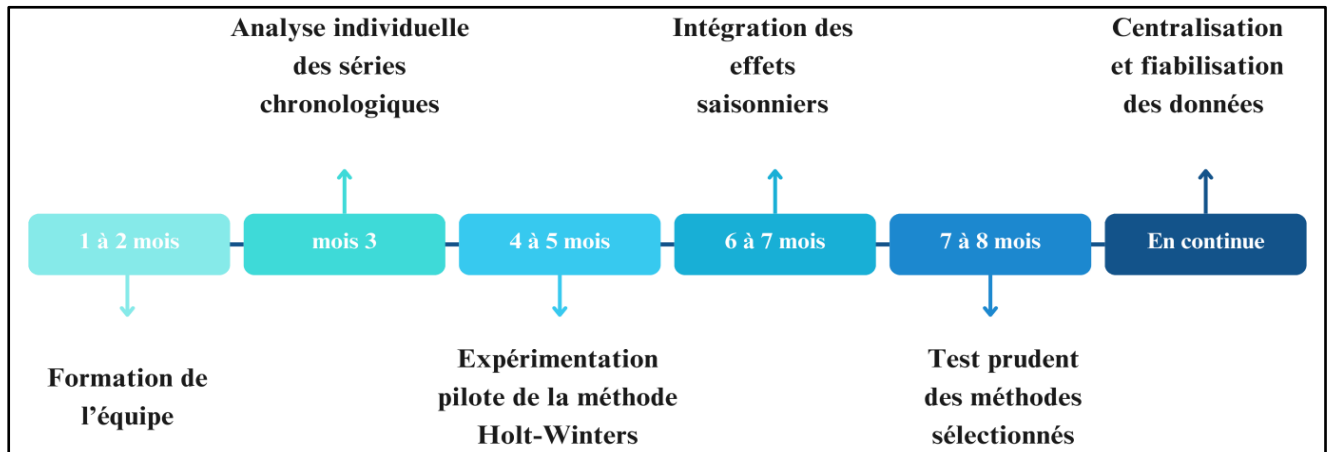 Analyse individuelle
des séries
chronologiques
Intégration des
effets
saisonniers
Centralisation
et fiabilisation
des données
1 à 2 mois
mois 3
4 à 5 mois
6 à 7 mois
7 à 8 mois
En continue
Formation de
l'équipe
Expérimentation
pilote de la méthode
Holt-Winters
Test prudent
des méthodes
sélectionnés